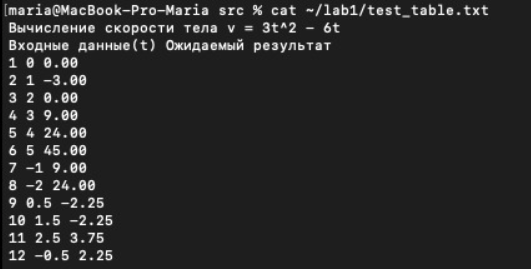 [maria@MacBook-Pro-Maria src % cat ~/lab1/test_table.txt
Вычисление скорости тела v = 3t^2 - 6t
Входные данные(t) Ожидаемый результат
1 0 0.00
2 1 -3.00
3 2 0.00
4 3 9.00
5 4 24.00
6 5 45.00
7 -1 9.00
8 -2 24.00
9 0.5 -2.25
10 1.5 -2.25
11 2.5 3.75
12 -0.5 2.25